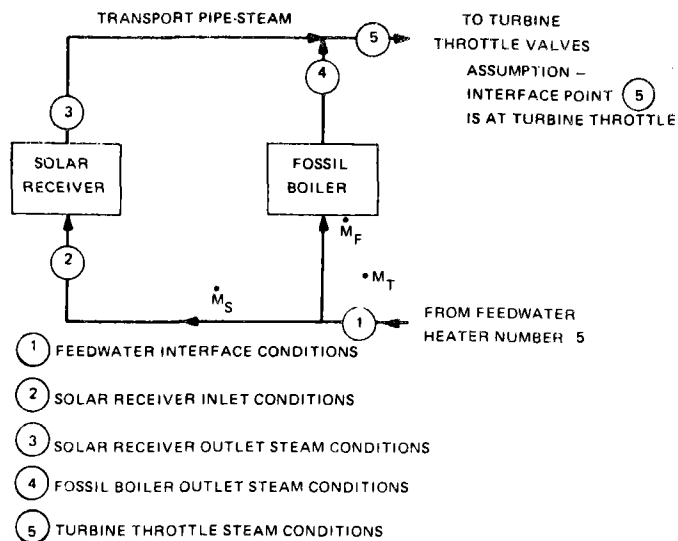 TRANSPORT PIPE-STEAM
5
TO TURBINE
THROTTLE VALVES
ASSUMPTION –
INTERFACE POINT 5
IS AT TURBINE THROTTLE
4
3
SOLAR
RECEIVER
FOSSIL
BOILER
ṀF
2
ṀS
•MT
1
FROM FEEDWATER
HEATER NUMBER 5
1 FEEDWATER INTERFACE CONDITIONS
2 SOLAR RECEIVER INLET CONDITIONS
3 SOLAR RECEIVER OUTLET STEAM CONDITIONS
4 FOSSIL BOILER OUTLET STEAM CONDITIONS
5 TURBINE THROTTLE STEAM CONDITIONS